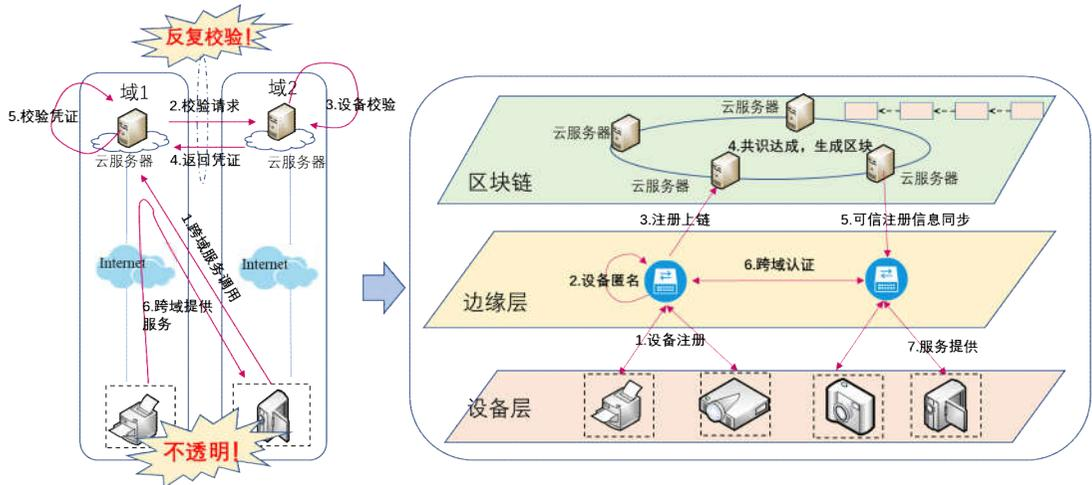 反复校验！
域1
域2
5.校验凭证
2.校验请求
3.设备校验
云服务器
4.返回凭证
云服务器
1.跨域服务调用
Internet
Internet
6.跨域提供
服务
不透明！
云服务器
云服务器
4.共识达成，生成区块
云服务器
云服务器
区块链
3.注册上链
5.可信注册信息同步
2.设备匿名
6.跨域认证
边缘层
1.设备注册
7.服务提供
设备层